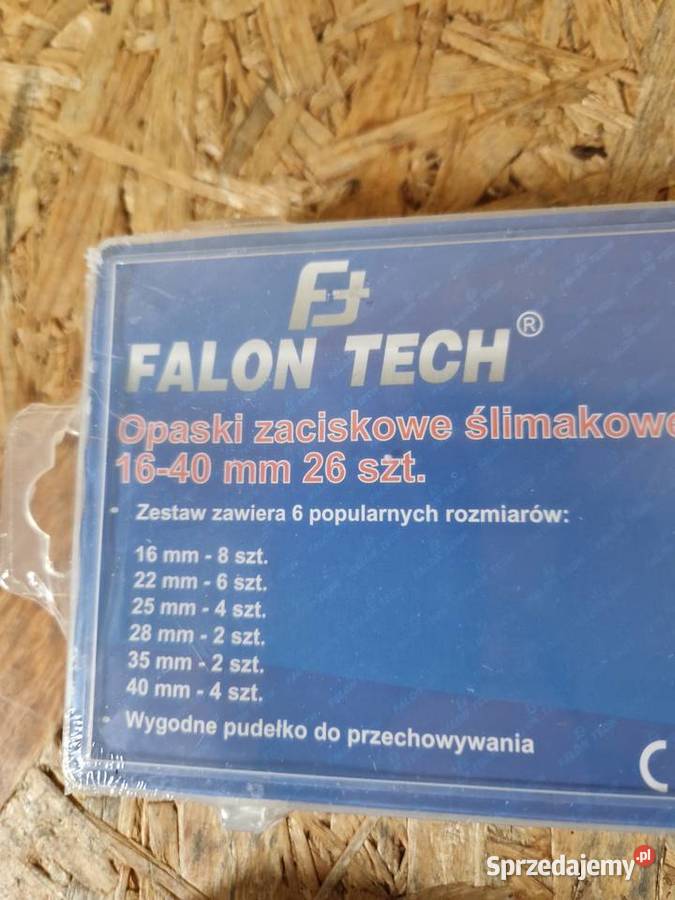 Ft
FALON TECH®
Opaski zaciskowe ślimakowe
16-40 mm 26 szt.
· Zestaw zawiera 6 popularnych rozmiarów:
16 mm - 8 szt.
22 mm - 6 szt.
25 mm - 4 szt.
28 mm - 2 szt.
35 mm - 2 szt.
40 mm - 4 szt.
· Wygodne pudełko do przechowywania
Sprzedajemy.pl